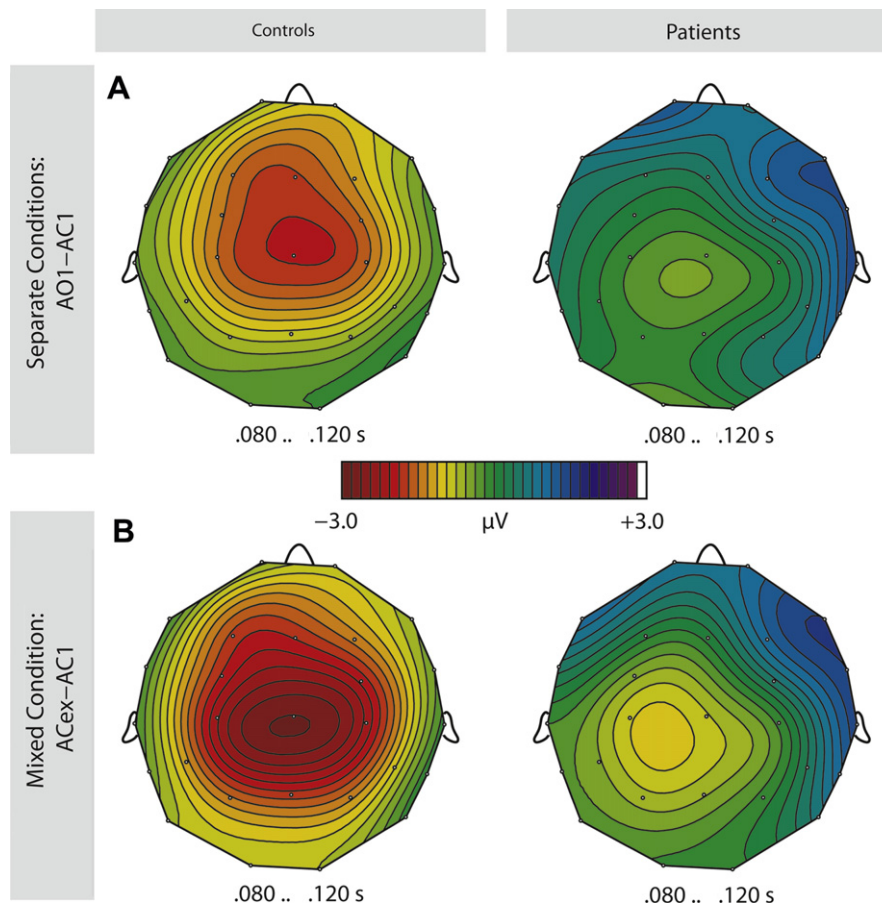 Controls
Patients
A
Separate Conditions:
AO1–AC1
.080 .. .120 s
.080 .. .120 s
−3.0
µV
+3.0
B
Mixed Condition:
ACex–AC1
.080 .. .120 s
.080 .. .120 s